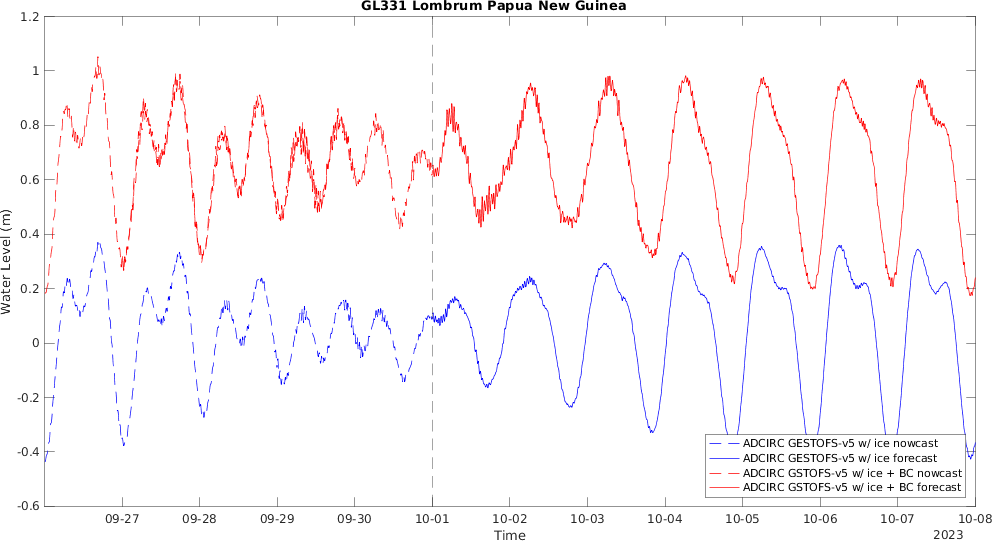 GL331 Lombrum Papua New Guinea
1.2
1
0.8
0.6
0.4
0.2
0
-0.2
-0.4
-0.6
Water Level (m)
ADCIRC GESTOFS-v5 w/ ice nowcast
ADCIRC GESTOFS-v5 w/ ice forecast
ADCIRC GSTOFS-v5 w/ ice + BC nowcast
ADCIRC GSTOFS-v5 w/ ice + BC forecast
09-27 09-28 09-29 09-30 10-01 10-02 10-03 10-04 10-05 10-06 10-07 10-08
Time
2023